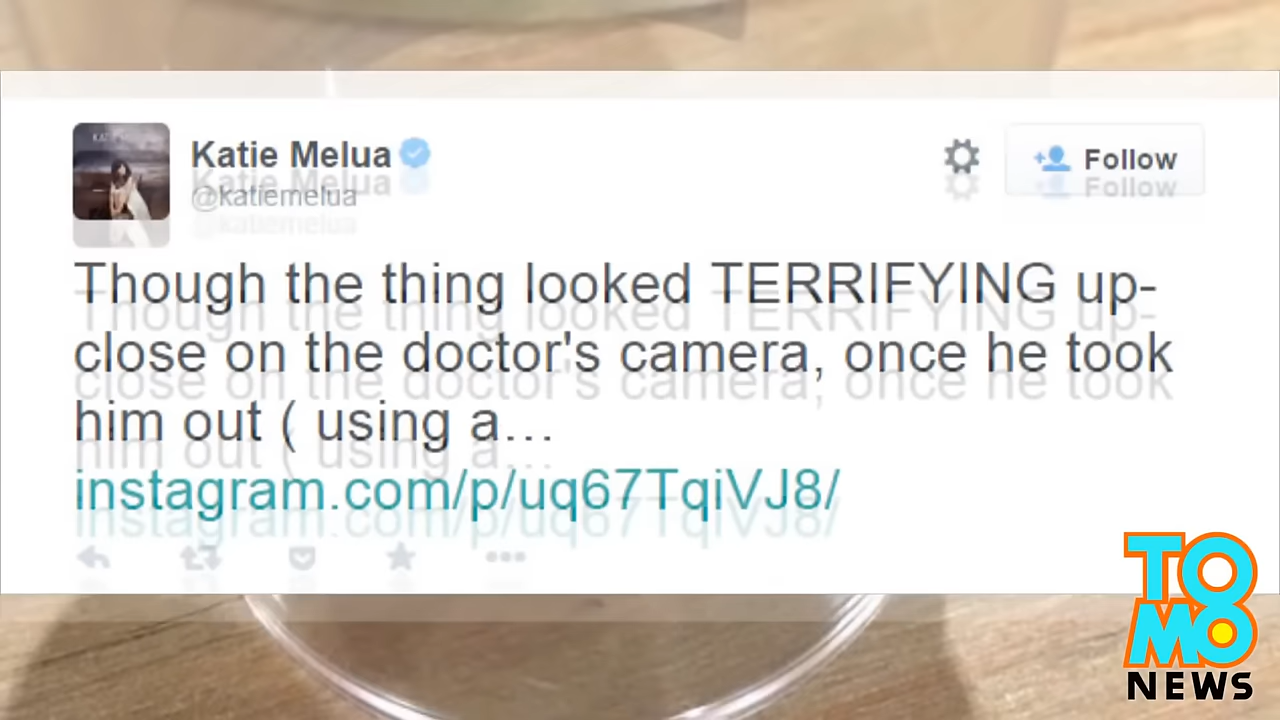 Katie Melua
@katiemelua
Follow
Though the thing looked TERRIFYING up-
close on the doctor's camera, once he took
him out ( using a...
instagram.com/p/uq67TqiVJ8/
TOMO
NEWS